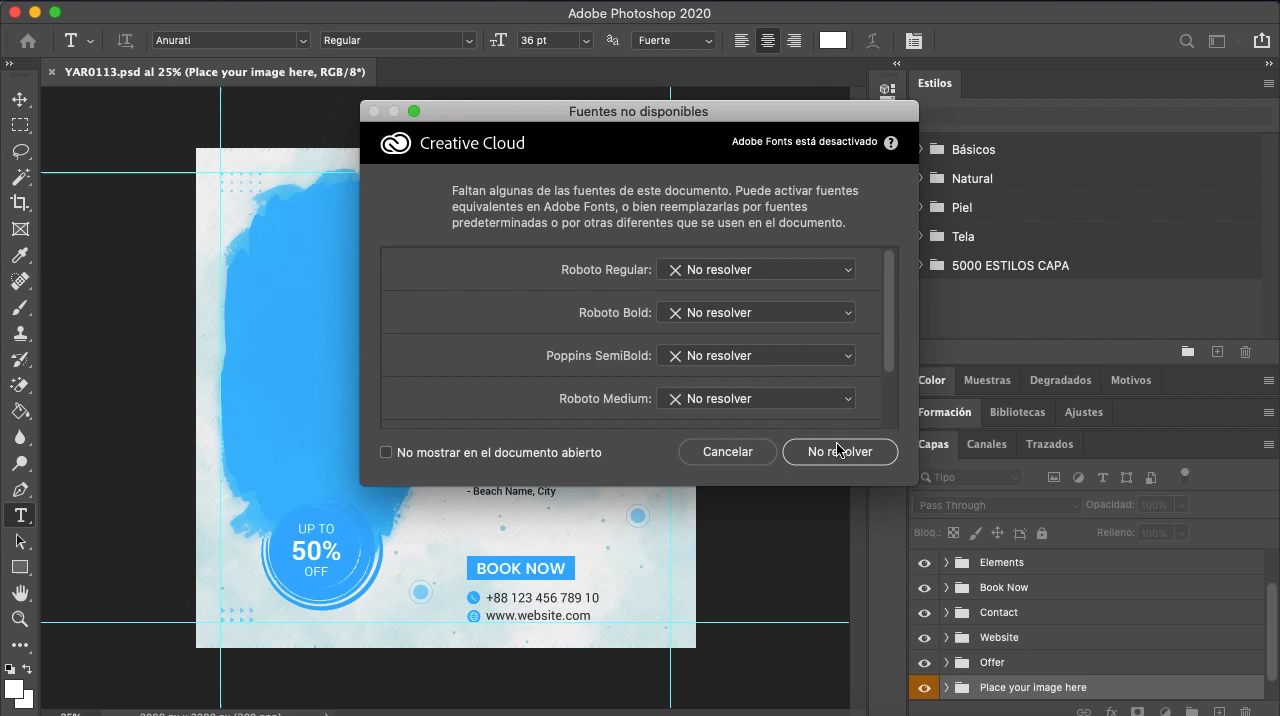 Adobe Photoshop 2020
T
Anurati
Regular
36 pt
Fuerte
YAR0113.psd al 25% (Place your image here, RGB/8*)
Estilos
Fuentes no disponibles
Creative Cloud
Adobe Fonts está desactivado ?
Faltan algunas de las fuentes de este documento. Puede activar fuentes
equivalentes en Adobe Fonts, o bien reemplazarlas por fuentes
predeterminadas o por otras diferentes que se usen en el documento.
Roboto Regular: No resolver
Roboto Bold: No resolver
Poppins SemiBold: No resolver
Roboto Medium: No resolver
No mostrar en el documento abierto
Cancelar
No resolver
Básicos
Natural
Piel
Tela
5000 ESTILOS CAPA
Color Muestras Degradados Motivos
Formación Bibliotecas Ajustes
Capas Canales Trazados
Tipo
Pass Through Opacidad: 100%
Bloq.: Relleno: 100%
Elements
Book Now
Contact
Website
Offer
Place your image here
- Beach Name, City
UP TO
50%
OFF
BOOK NOW
+88 123 456 789 10
www.website.com